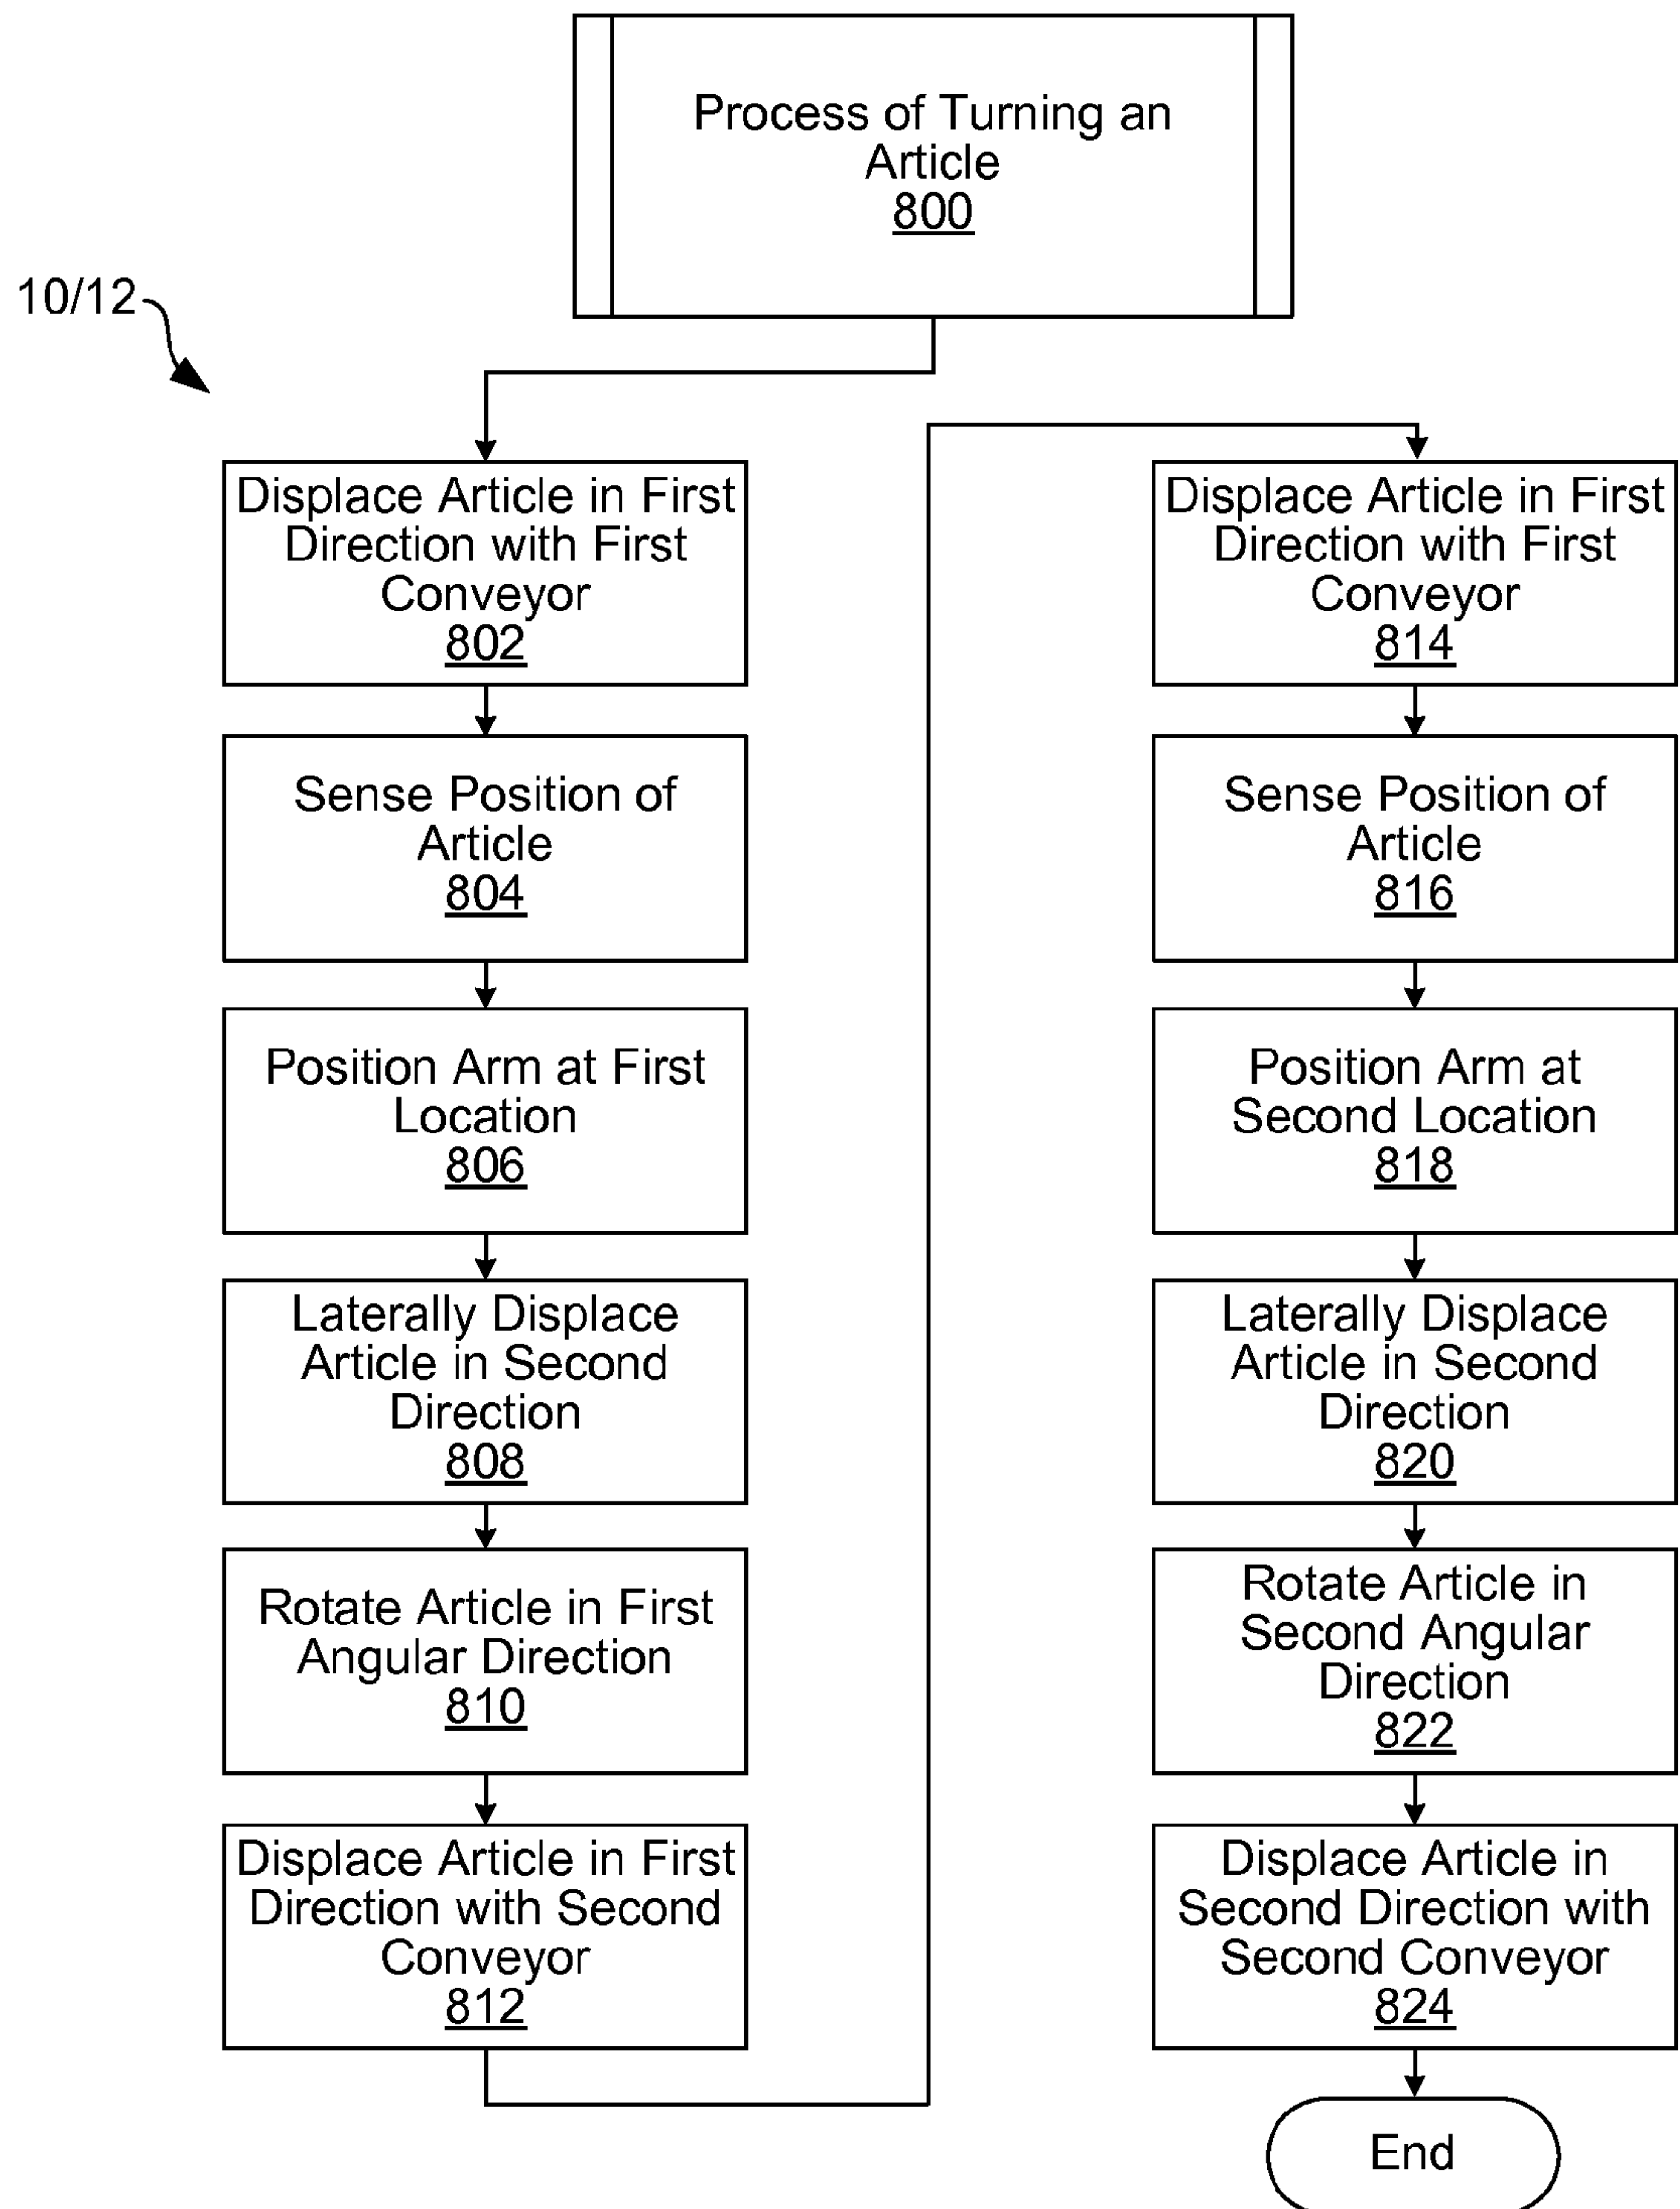 Process of Turning an
Article
800
10/12
Displace Article in First
Direction with First
Conveyor
802
Sense Position of
Article
804
Position Arm at First
Location
806
Laterally Displace
Article in Second
Direction
808
Rotate Article in First
Angular Direction
810
Displace Article in First
Direction with Second
Conveyor
812
Displace Article in First
Direction with First
Conveyor
814
Sense Position of
Article
816
Position Arm at
Second Location
818
Laterally Displace
Article in Second
Direction
820
Rotate Article in
Second Angular
Direction
822
Displace Article in
Second Direction with
Second Conveyor
824
End